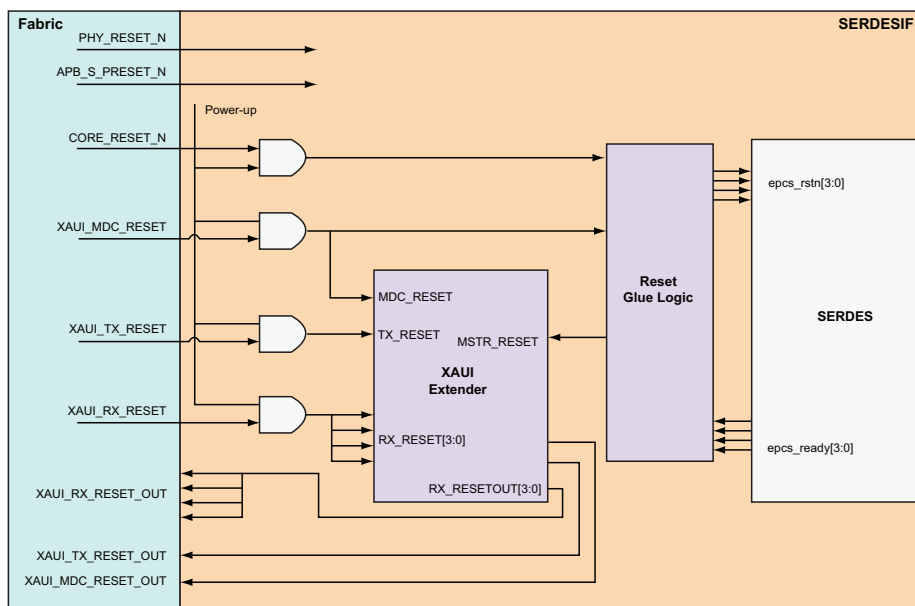 Fabric
SERDESIF
PHY_RESET_N
APB_S_PRESET_N
Power-up
CORE_RESET_N
epcs_rstn[3:0]
XAUI_MDC_RESET
Reset
Glue Logic
MDC_RESET
SERDES
XAUI_TX_RESET
TX_RESET
MSTR_RESET
XAUI
Extender
XAUI_RX_RESET
RX_RESET[3:0]
epcs_ready[3:0]
XAUI_RX_RESET_OUT
RX_RESETOUT[3:0]
XAUI_TX_RESET_OUT
XAUI_MDC_RESET_OUT